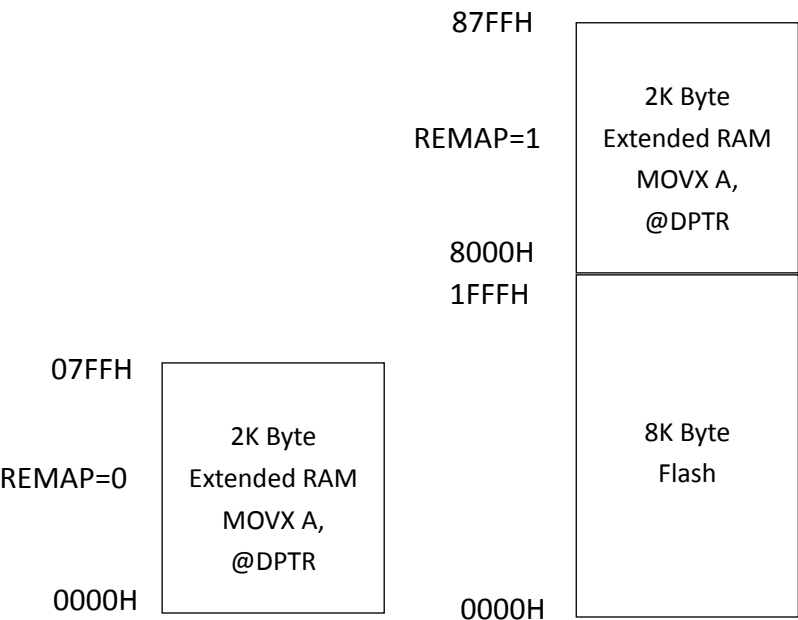 87FFH
REMAP=1
2K Byte
Extended RAM
MOVX A,
@DPTR
8000H
1FFFH
07FFH
REMAP=0
2K Byte
Extended RAM
MOVX A,
@DPTR
0000H
8K Byte
Flash
0000H